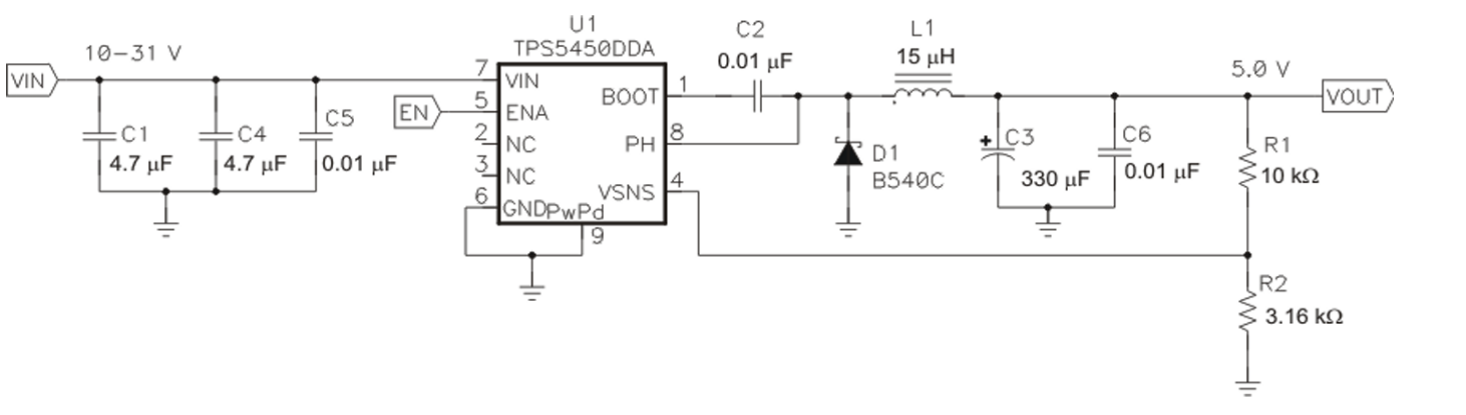 VIN
10-31 V
C1
4.7 µF
C4
4.7 µF
C5
0.01 µF
EN
U1
TPS5450DDA
7
VIN
5
ENA
2
NC
3
NC
6
GND
PwPd
9
BOOT
1
PH
8
VSNS
4
C2
0.01 µF
L1
15 µH
D1
B540C
+
C3
330 µF
C6
0.01 µF
5.0 V
VOUT
R1
10 kΩ
R2
3.16 kΩ